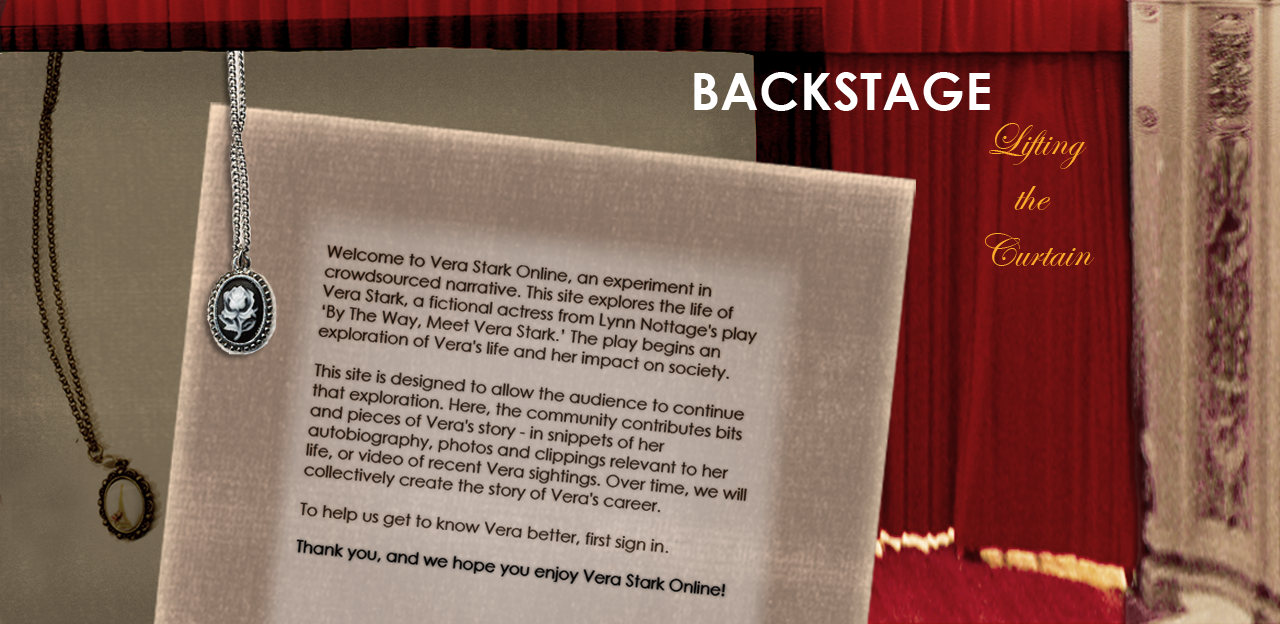 BACKSTAGE
Lifting
the
Curtain
Welcome to Vera Stark Online, an experiment in
crowdsourced narrative. This site explores the life of
Vera Stark, a fictional actress from Lynn Nottage's play
'By The Way, Meet Vera Stark.' The play begins an
exploration of Vera's life and her impact on society.
This site is designed to allow the audience to continue
that exploration. Here, the community contributes bits
and pieces of Vera's story - in snippets of her
autobiography, photos and clippings relevant to her
life, or video of recent Vera sightings. Over time, we will
collectively create the story of Vera's career.
To help us get to know Vera better, first sign in.
Thank you, and we hope you enjoy Vera Stark Online!